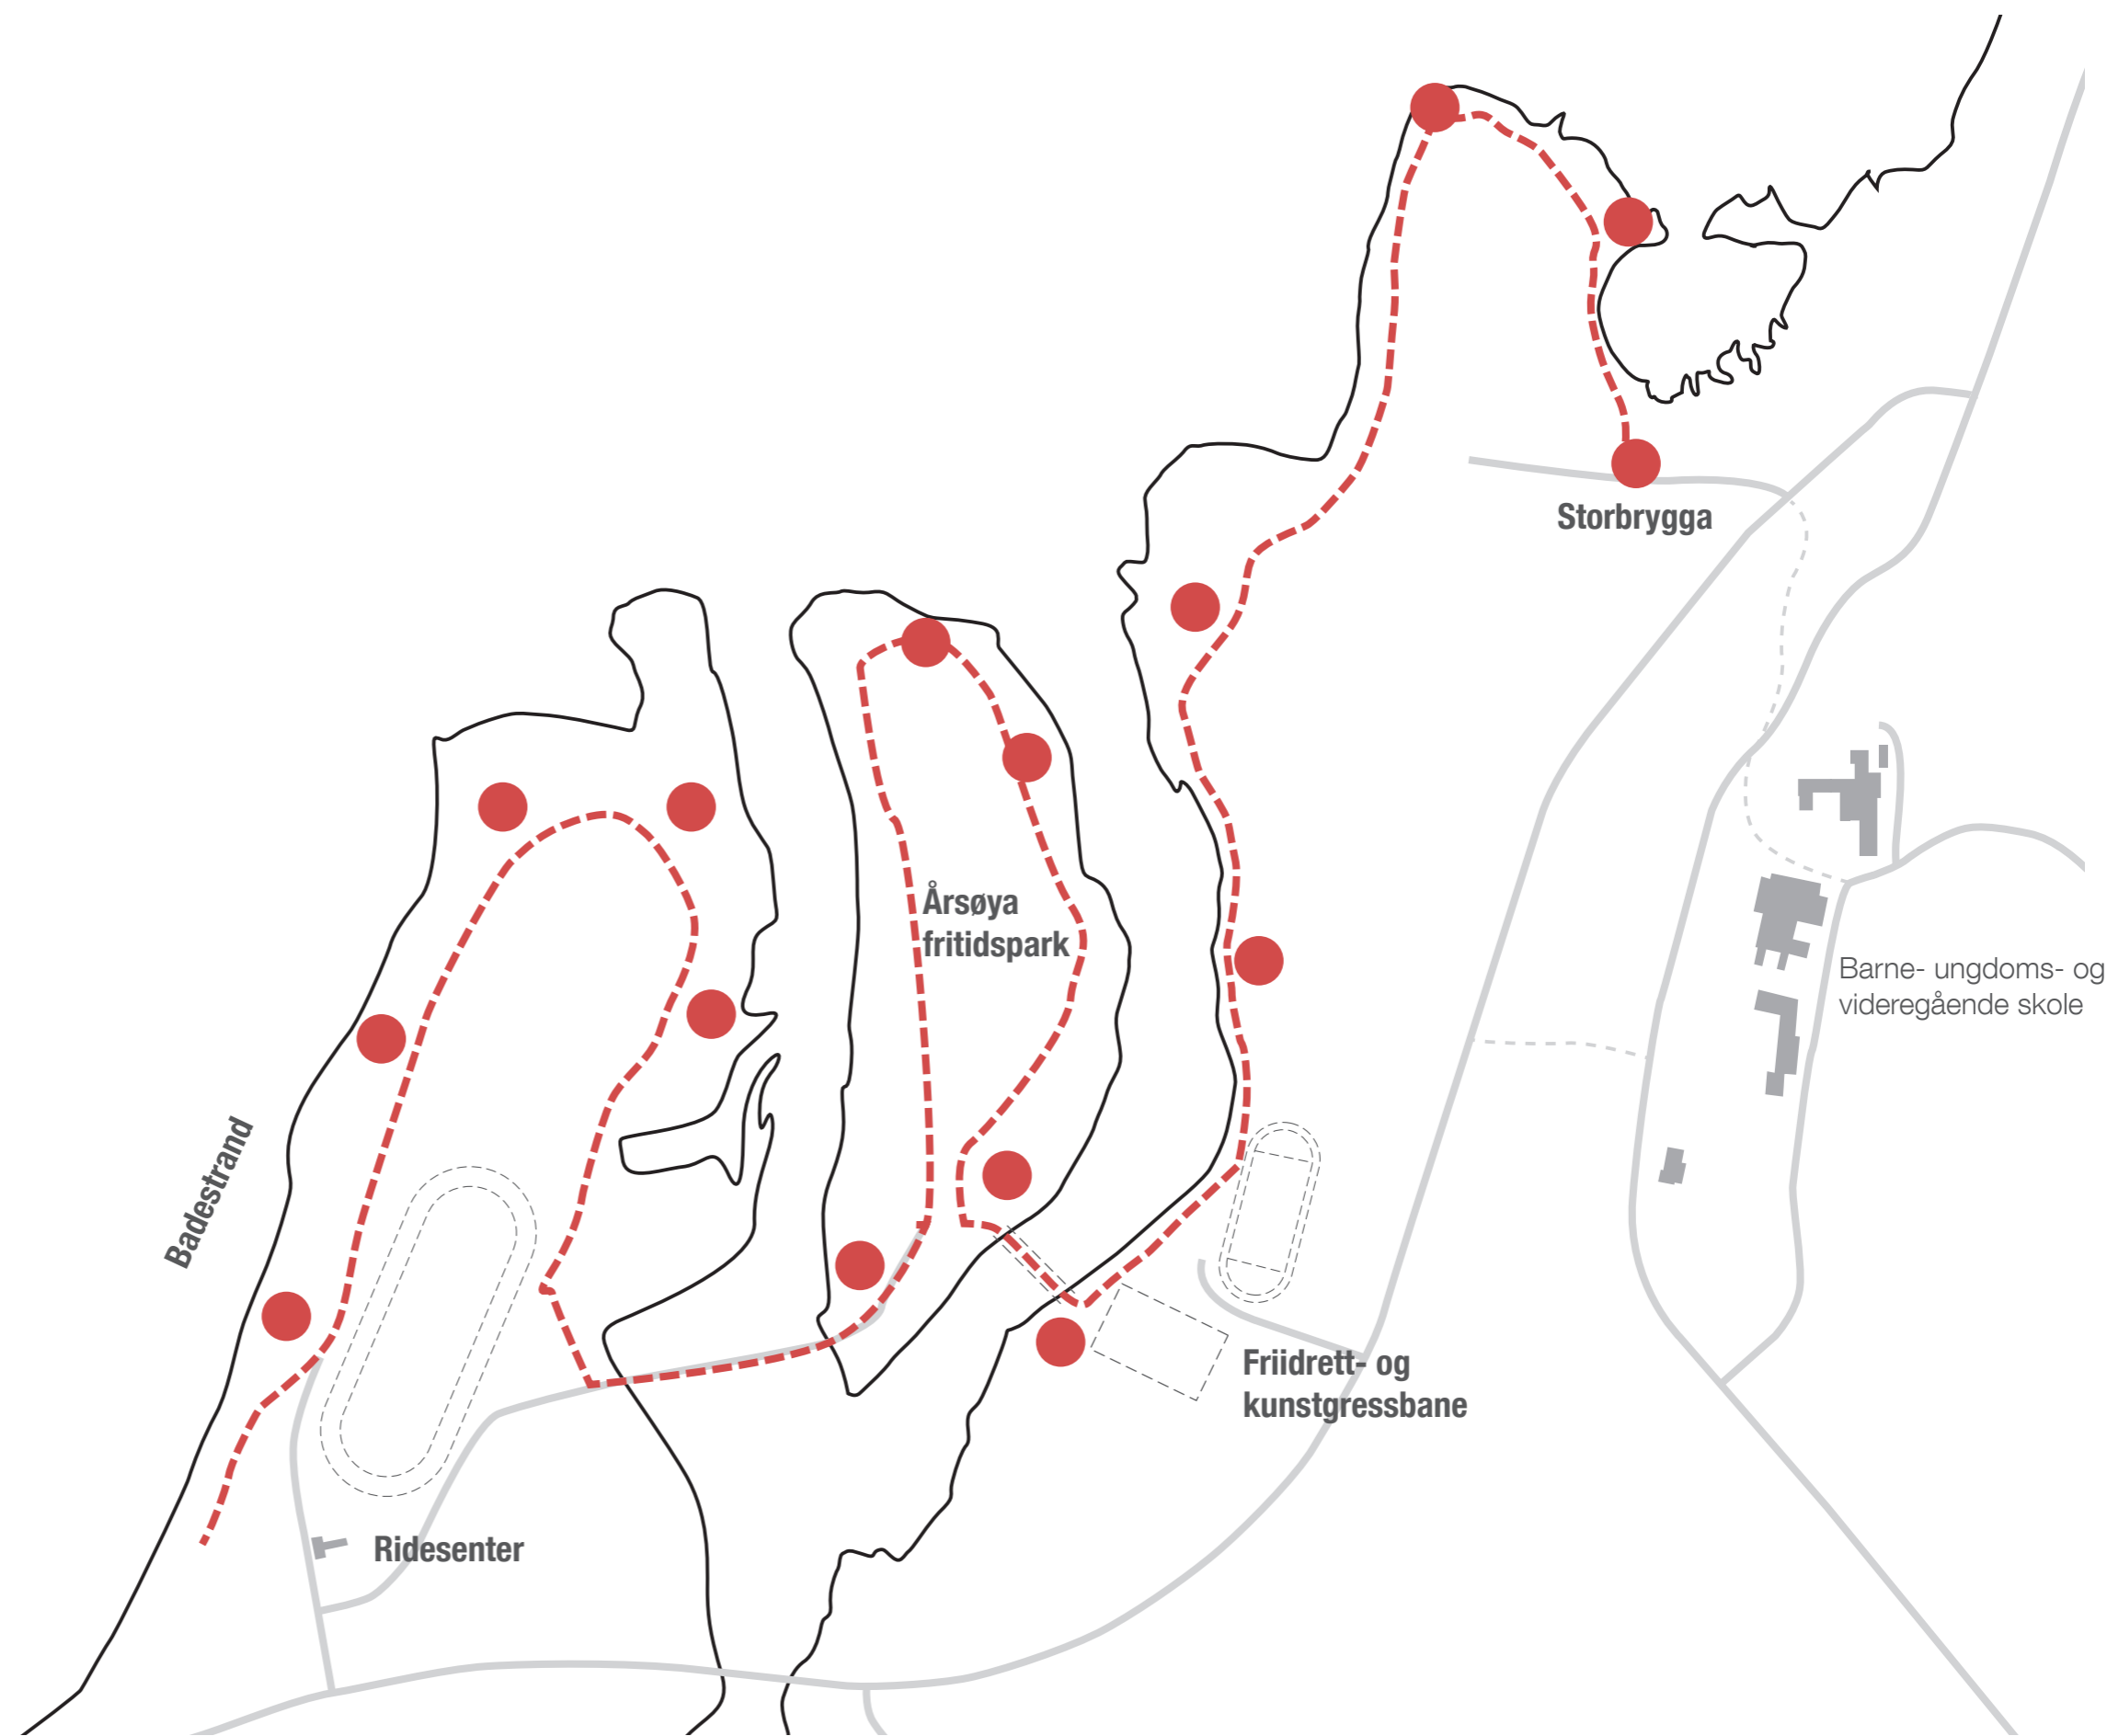 Storbrygga
Årsøya
fritidspark
Barne- ungdoms- og
videregående skole
Badestrand
Friidrett- og
kunstgressbane
Ridesenter